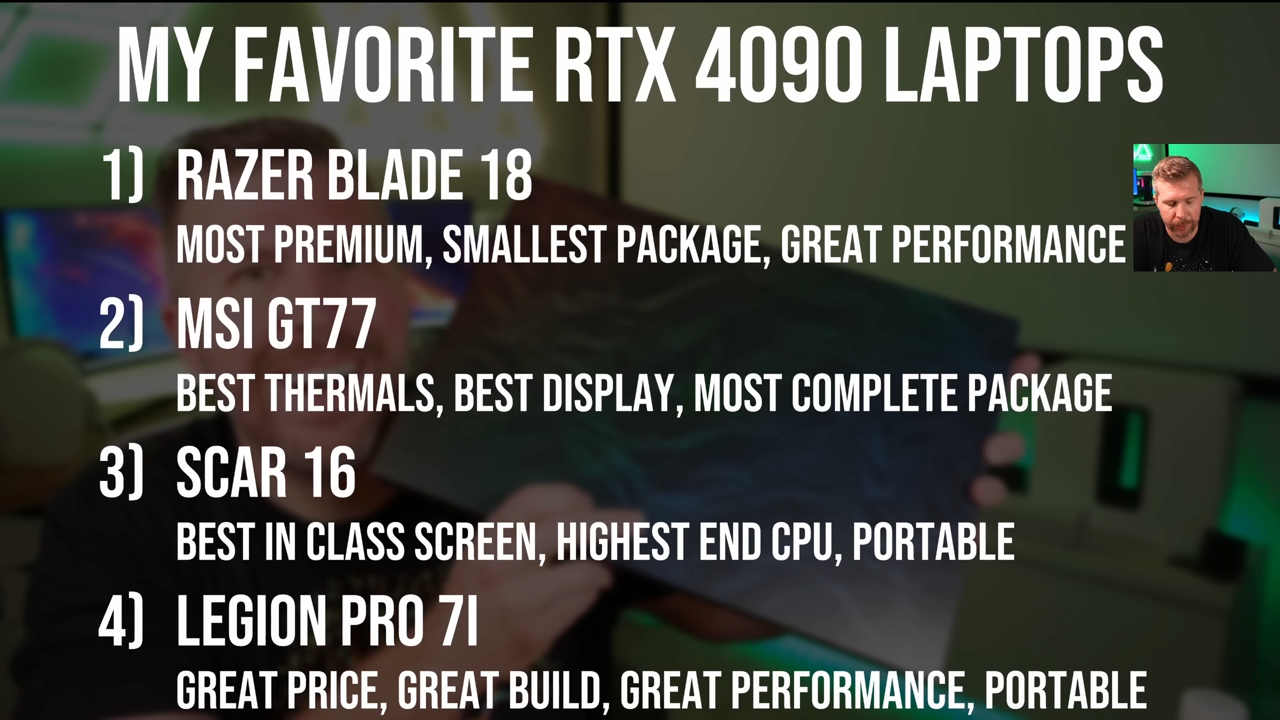 MY FAVORITE RTX 4090 LAPTOPS
1) RAZER BLADE 18
MOST PREMIUM, SMALLEST PACKAGE, GREAT PERFORMANCE
2) MSI GT77
BEST THERMALS, BEST DISPLAY, MOST COMPLETE PACKAGE
3) SCAR 16
BEST IN CLASS SCREEN, HIGHEST END CPU, PORTABLE
4) LEGION PRO 7I
GREAT PRICE, GREAT BUILD, GREAT PERFORMANCE, PORTABLE